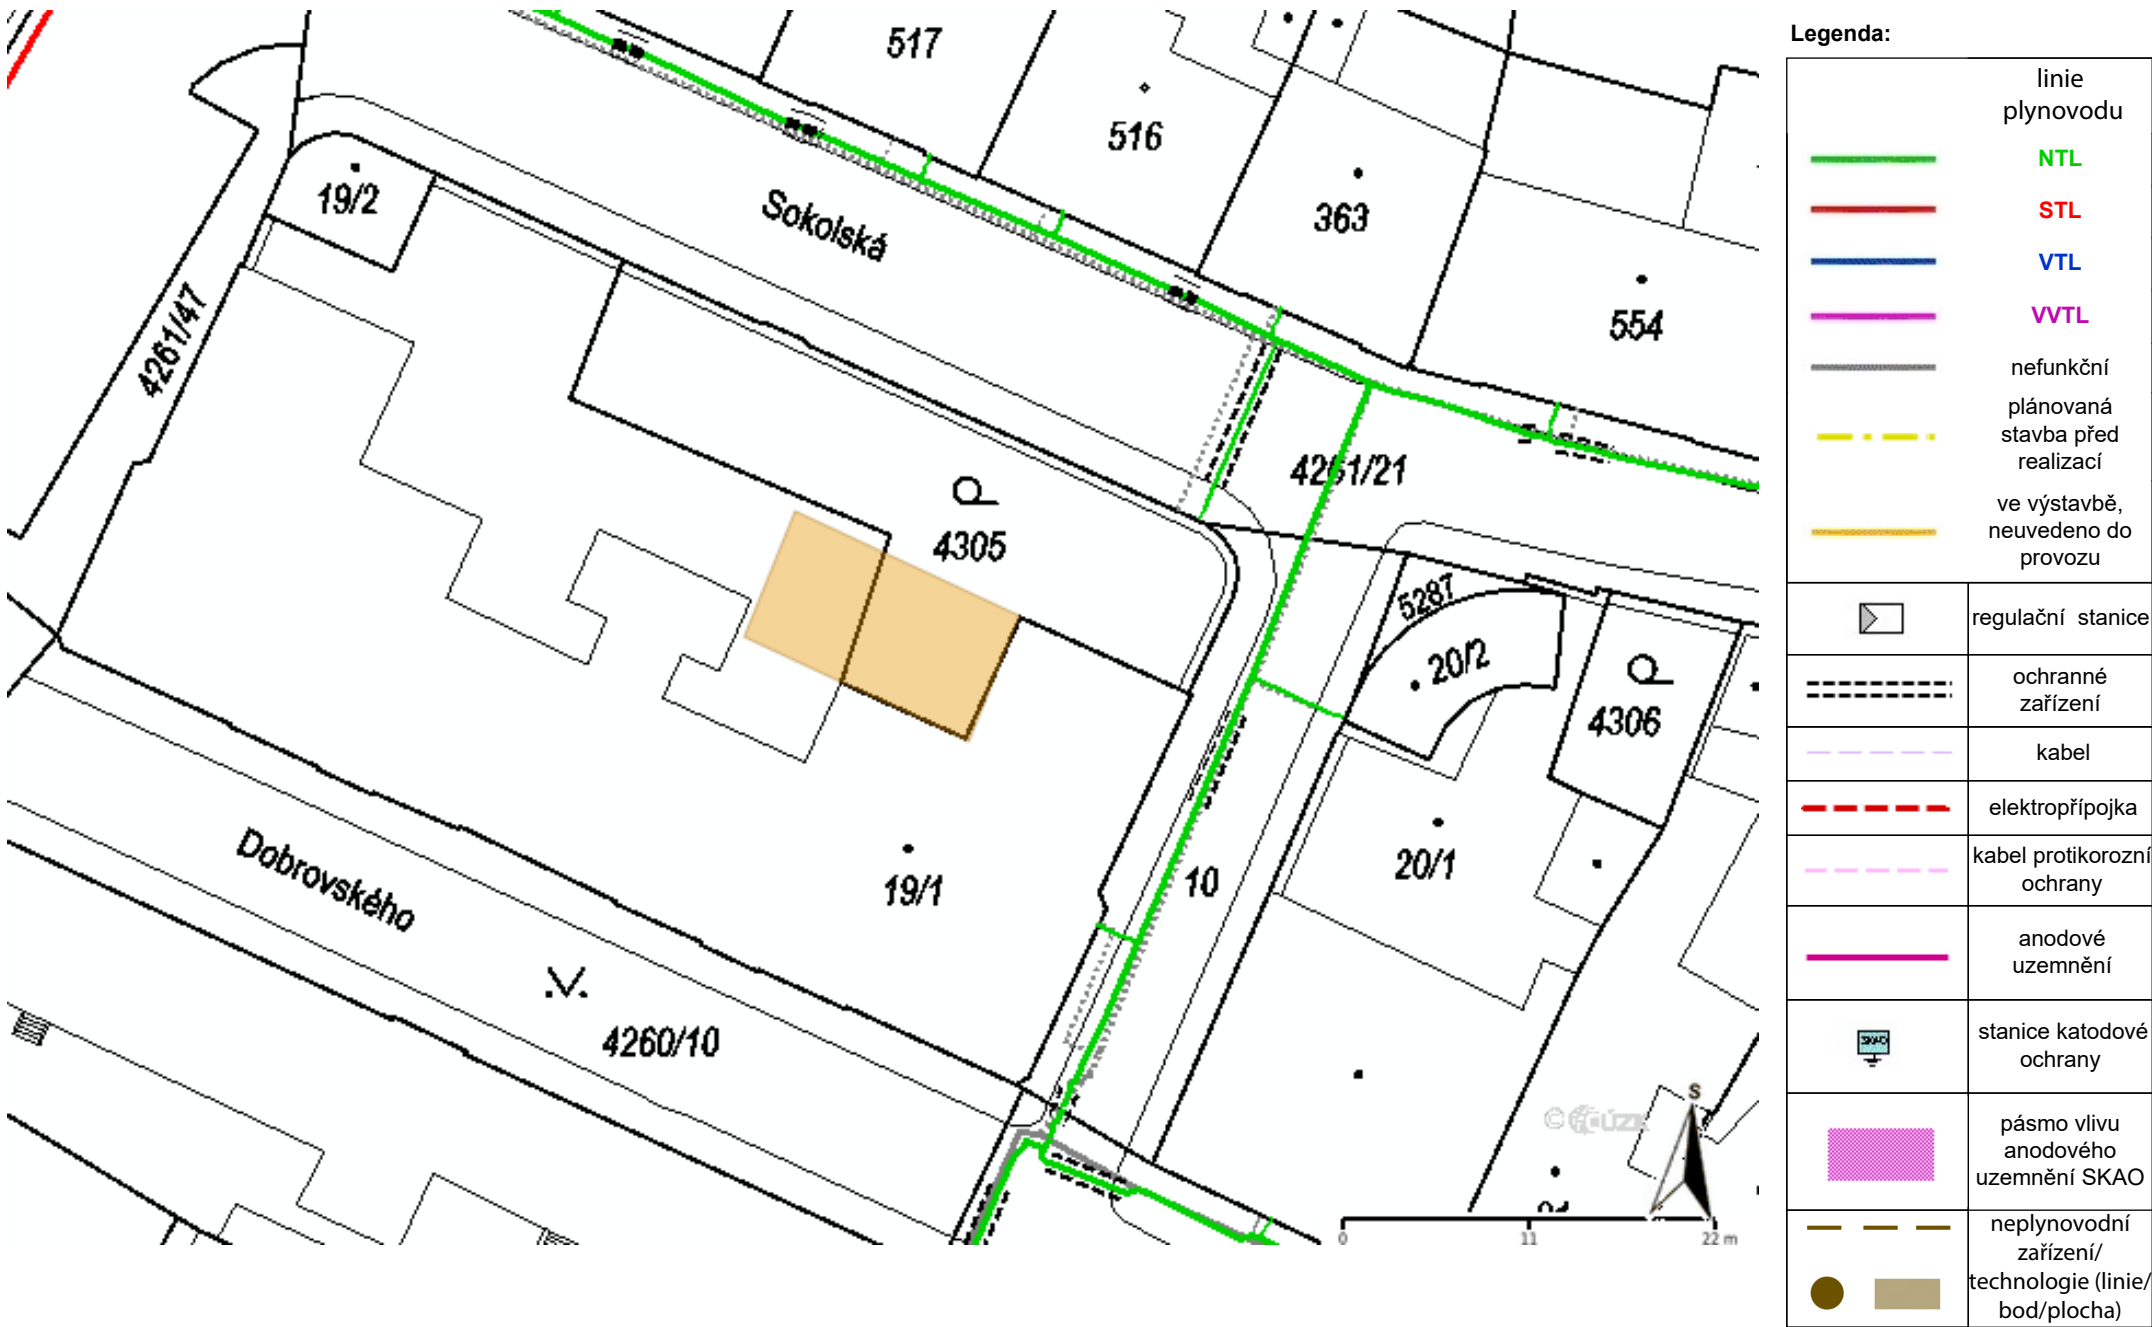 517
516
363
554
19/2
Sokolská
4261/47
4261/21
4305
5287
20/2
4306
19/1
20/1
10
Dobrovského
4260/10
S
0 11 22 m
Legenda:
linie
plynovodu
NTL
STL
VTL
VVTL
nefunkční
plánovaná
stavba před
realizací
ve výstavbě,
neuvedeno do
provozu
regulační stanice
ochranné
zařízení
kabel
elektropřípojka
kabel protikorozní
ochrany
anodové
uzemnění
SKAO
stanice katodové
ochrany
pásmo vlivu
anodového
uzemnění SKAO
neplynovodní
zařízení/
technologie (linie/
bod/plocha)